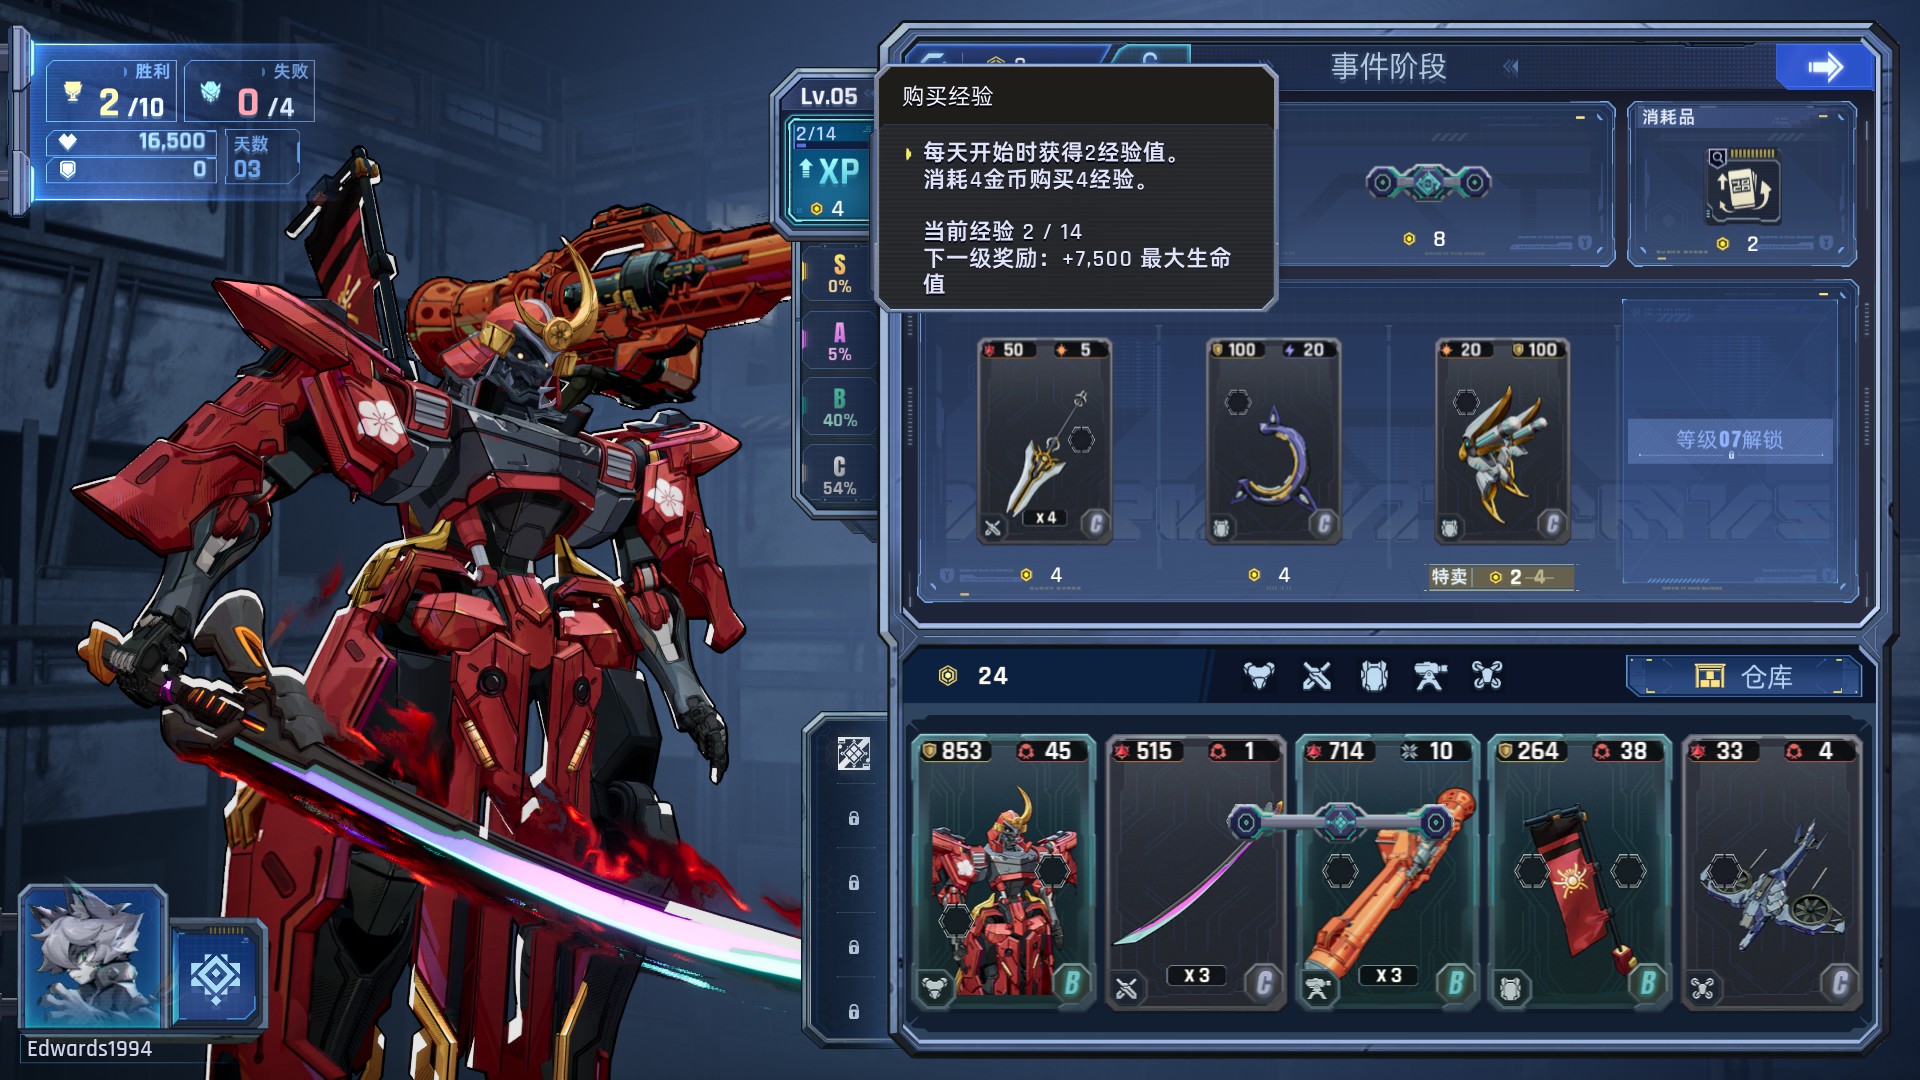 胜利
2 /10
失败
0 /4
16,500
0
天数
03
Lv.05
2/14
XP
4
S
0%
A
5%
B
40%
C
54%
购买经验
每天开始时获得2经验值。
消耗4金币购买4经验。
当前经验 2 / 14
下一级奖励：+7,500 最大生命
值
事件阶段
8
消耗品
2
50 5
x4
C
4
100 20
C
4
20 100
C
特卖 2 4
等级07解锁
24
仓库
853 45
B
515 1
x3
C
714 10
x3
B
264 38
B
33 4
C
Edwards1994